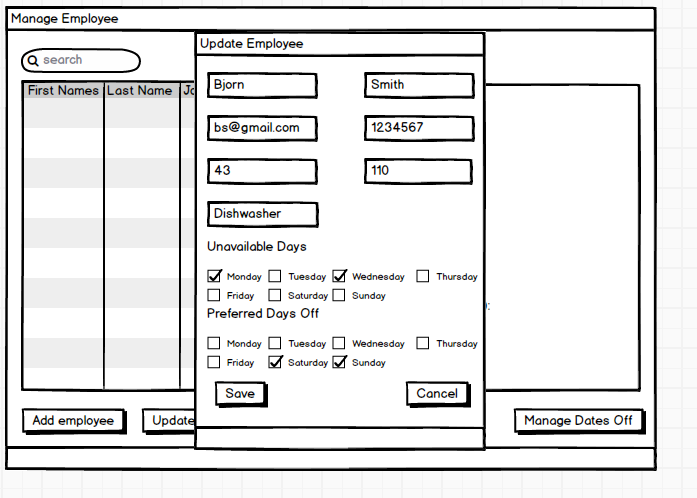 Manage Employee
Update Employee
search
First Names Last Name
Bjorn Smith
bs@gmail.com 1234567
43 110
Dishwasher
Unavailable Days
Monday Tuesday Wednesday Thursday
Friday Saturday Sunday
Preferred Days Off
Monday Tuesday Wednesday Thursday
Friday Saturday Sunday
Save Cancel
Add employee Update Manage Dates Off